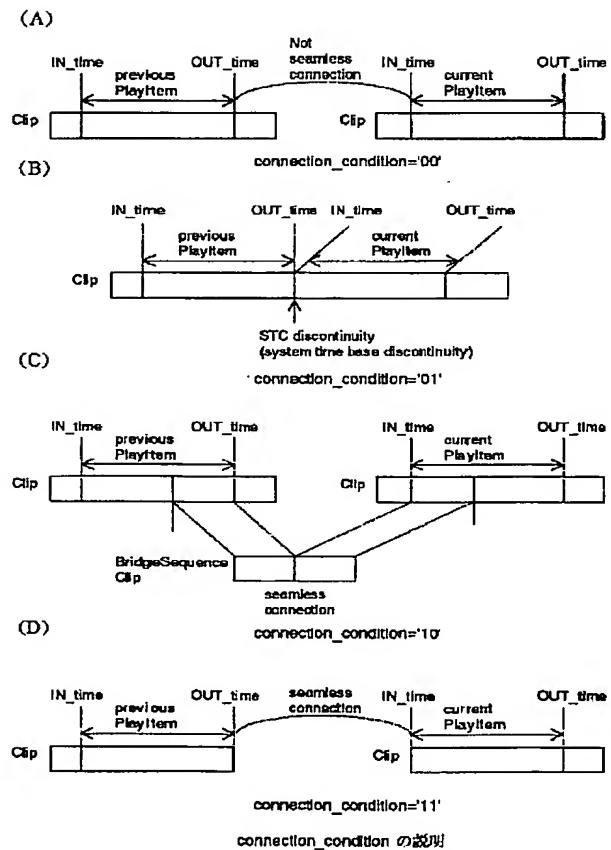 (A)
Not
seamless
connection
IN_time
previous
PlayItem
OUT_time
IN_time
current
PlayItem
OUT_time
Clip
Clip
connection_condition='00'
(B)
IN_time
OUT_time
IN_time
OUT_time
previous
PlayItem
current
PlayItem
Clip
STC discontinuity
(system time base discontinuity)
connection_condition='01'
(C)
IN_time
previous
PlayItem
OUT_time
IN_time
current
PlayItem
OUT_time
Clip
Clip
BridgeSequence
Clip
seamless
connection
connection_condition='10'
(D)
IN_time
previous
PlayItem
OUT_time
seamless
connection
IN_time
current
PlayItem
OUT_time
Clip
Clip
connection_condition='11'
connection_condition の説明